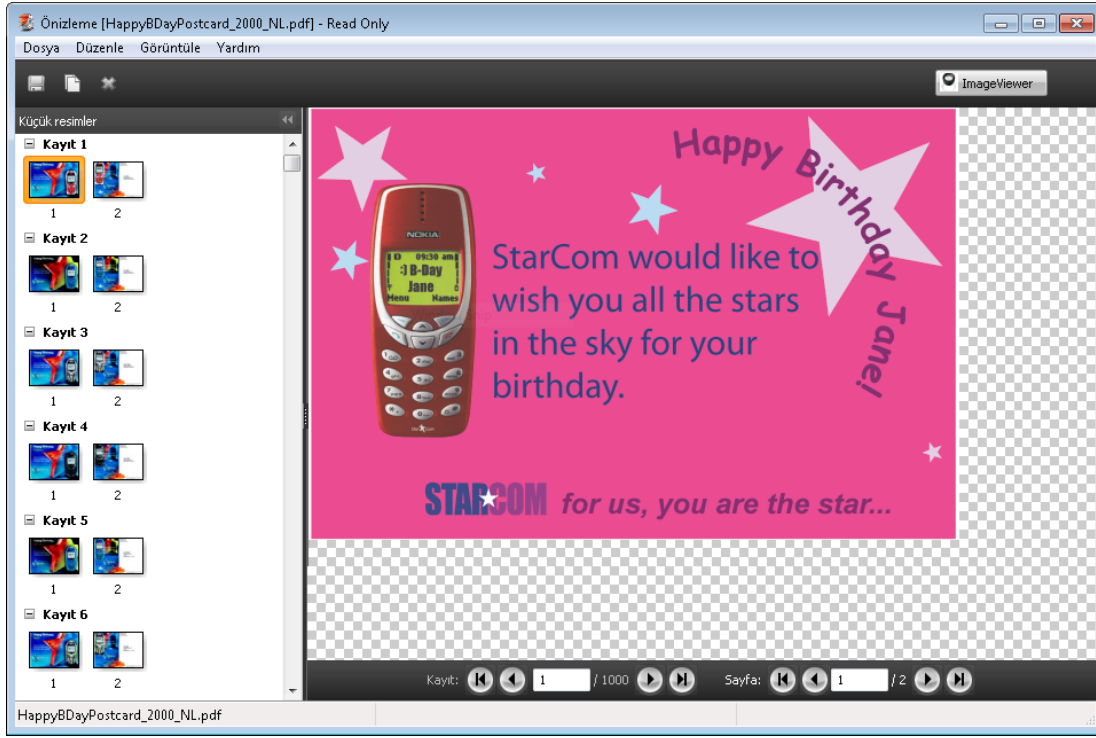 Önizleme [HappyBDayPostcard_2000_NL.pdf] - Read Only
Dosya Düzenle Görüntüle Yardım
ImageViewer
Küçük resimler
Kayıt 1
1 2
Kayıt 2
1 2
Kayıt 3
1 2
Kayıt 4
1 2
Kayıt 5
1 2
Kayıt 6
1 2
Happy Birthday Jane!
NOKIA
09:30 am
:) B-Day
Jane
Menu Names
StarCom would like to
wish you all the stars
in the sky for your
birthday.
STARCOM for us, you are the star...
Kayıt: 1 / 1000 Sayfa: 1 / 2
HappyBDayPostcard_2000_NL.pdf